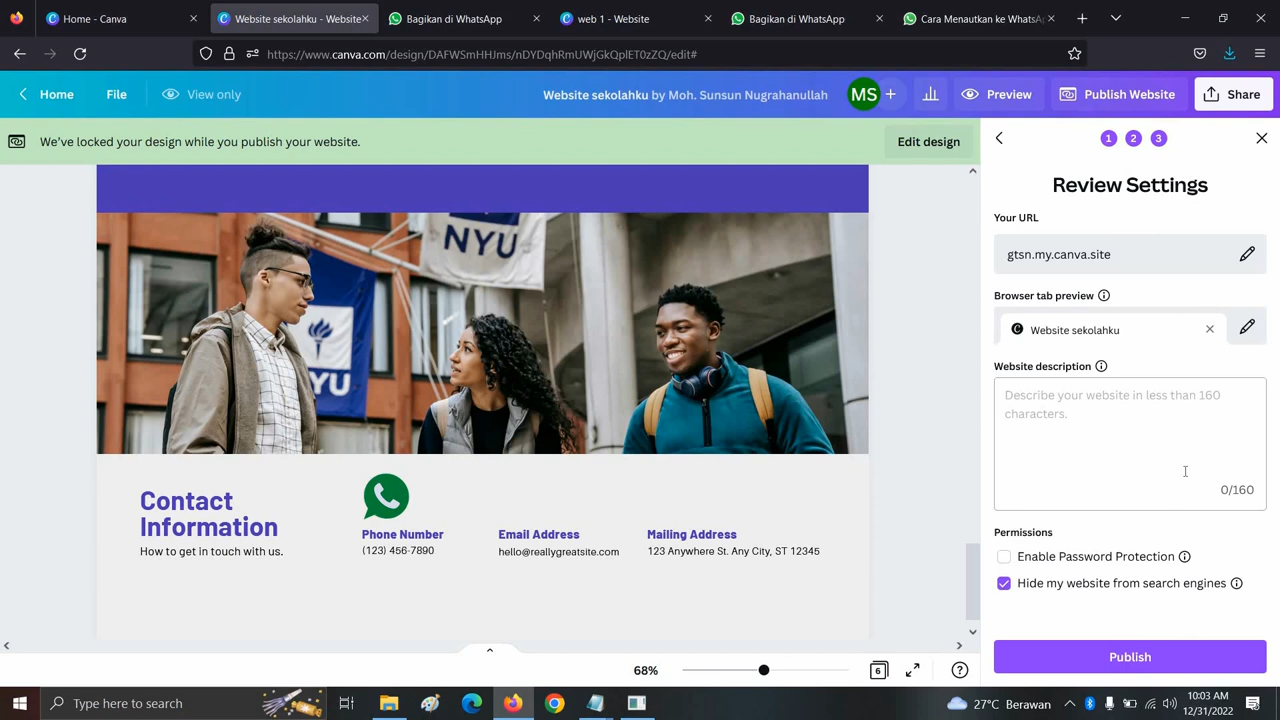 Home - Canva
Website sekolahku - Website
Bagikan di WhatsApp
web 1 - Website
Bagikan di WhatsApp
Cara Menautkan ke WhatsA
https://www.canva.com/design/DAFWSmHHJms/nDYDqhRmUWjGkQplET0zZQ/edit#
Home
File
View only
Website sekolahku by Moh. Sunsun Nugrahanullah
MS
Preview
Publish Website
Share
We've locked your design while you publish your website.
Edit design
1 2 3
Review Settings
Your URL
gtsn.my.canva.site
Browser tab preview
Website sekolahku
Website description
Describe your website in less than 160
characters.
0/160
Permissions
Enable Password Protection
Hide my website from search engines
Publish
NYU
NYU
Contact
Information
How to get in touch with us.
Phone Number
(123) 456-7890
Email Address
hello@reallygreatsite.com
Mailing Address
123 Anywhere St. Any City, ST 12345
68%
6
Type here to search
27°C Berawan
10:03 AM
12/31/2022